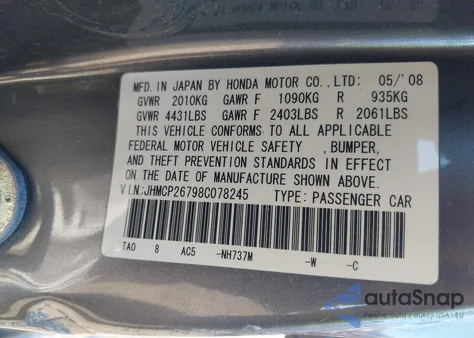 MFD. IN JAPAN BY HONDA MOTOR CO., LTD: 05/'08
GVWR 2010KG GAWR F 1090KG R 935KG
GVWR 4431LBS GAWR F 2403LBS R 2061LBS
THIS VEHICLE CONFORMS TO ALL APPLICABLE
FEDERAL MOTOR VEHICLE SAFETY , BUMPER,
AND THEFT PREVENTION STANDARDS IN EFFECT
ON THE DATE OF MANUFACTURE SHOWN ABOVE.
V I.N.:JHMCP26798C078245 TYPE: PASSENGER CAR
TA0 8 AC5 -NH737M -W -C
autoSnap